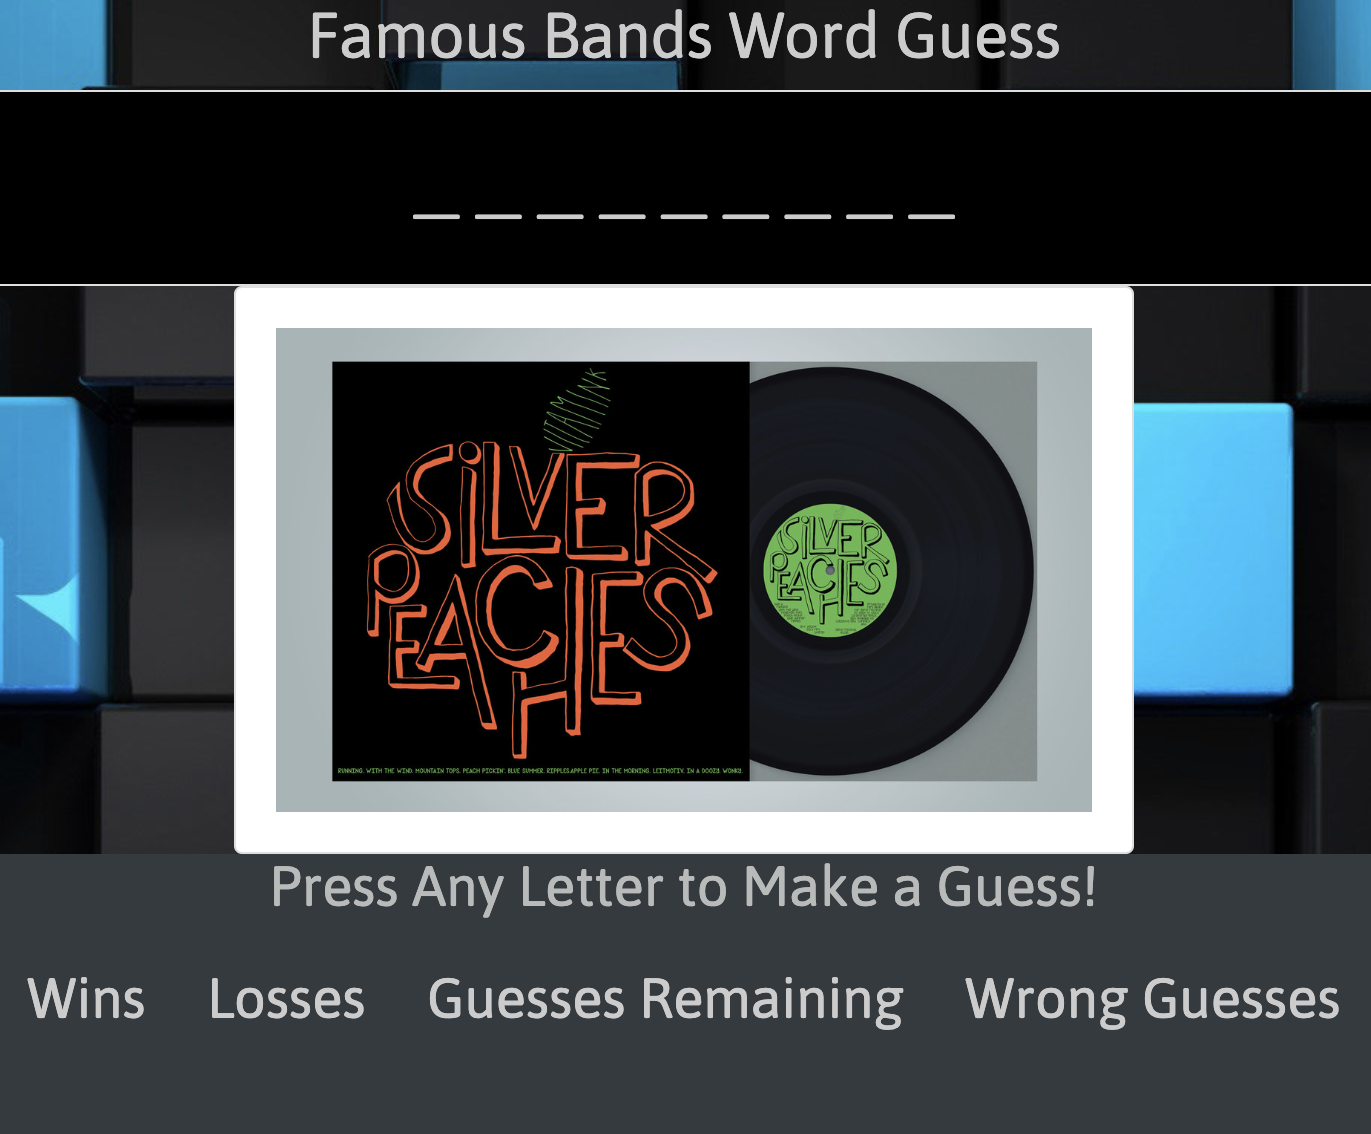 Famous Bands Word Guess
_ _ _ _ _ _ _ _ _
SiLVER
PEACHES
RUNNING. WITH THE WIND. MOUNTAIN TOPS. PEACH PICKIN'. BLUE SUMMER. RIPPLES.APPLE PIE. IN THE MORNING. LEITMOTIV. IN A DOOZY. WONKY.
SiLVER
PEACHES
Press Any Letter to Make a Guess!
Wins Losses Guesses Remaining Wrong Guesses